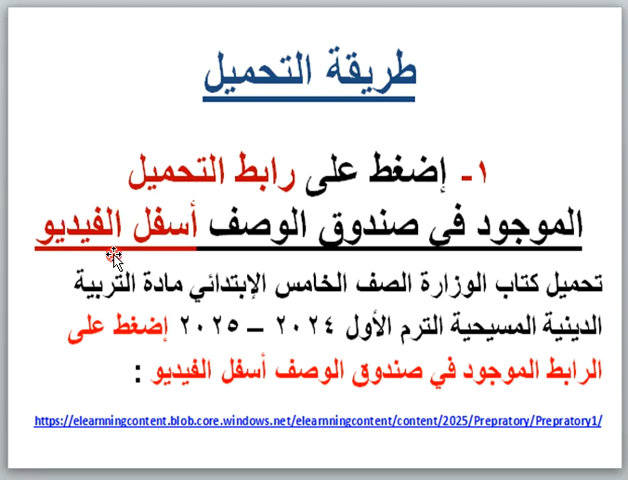 طريقة التحميل
١- إضغط على رابط التحميل
الموجود في صندوق الوصف أسفل الفيديو
تحميل كتاب الوزارة الصف الخامس الإبتدائي مادة التربية
الدينية المسيحية الترم الأول ٢٠٢٤ – ٢٠٢٥ إضغط على
الرابط الموجود في صندوق الوصف أسفل الفيديو :
https://elearnningcontent.blob.core.windows.net/elearnningcontent/content/2025/Prepratory/Prepratory1/